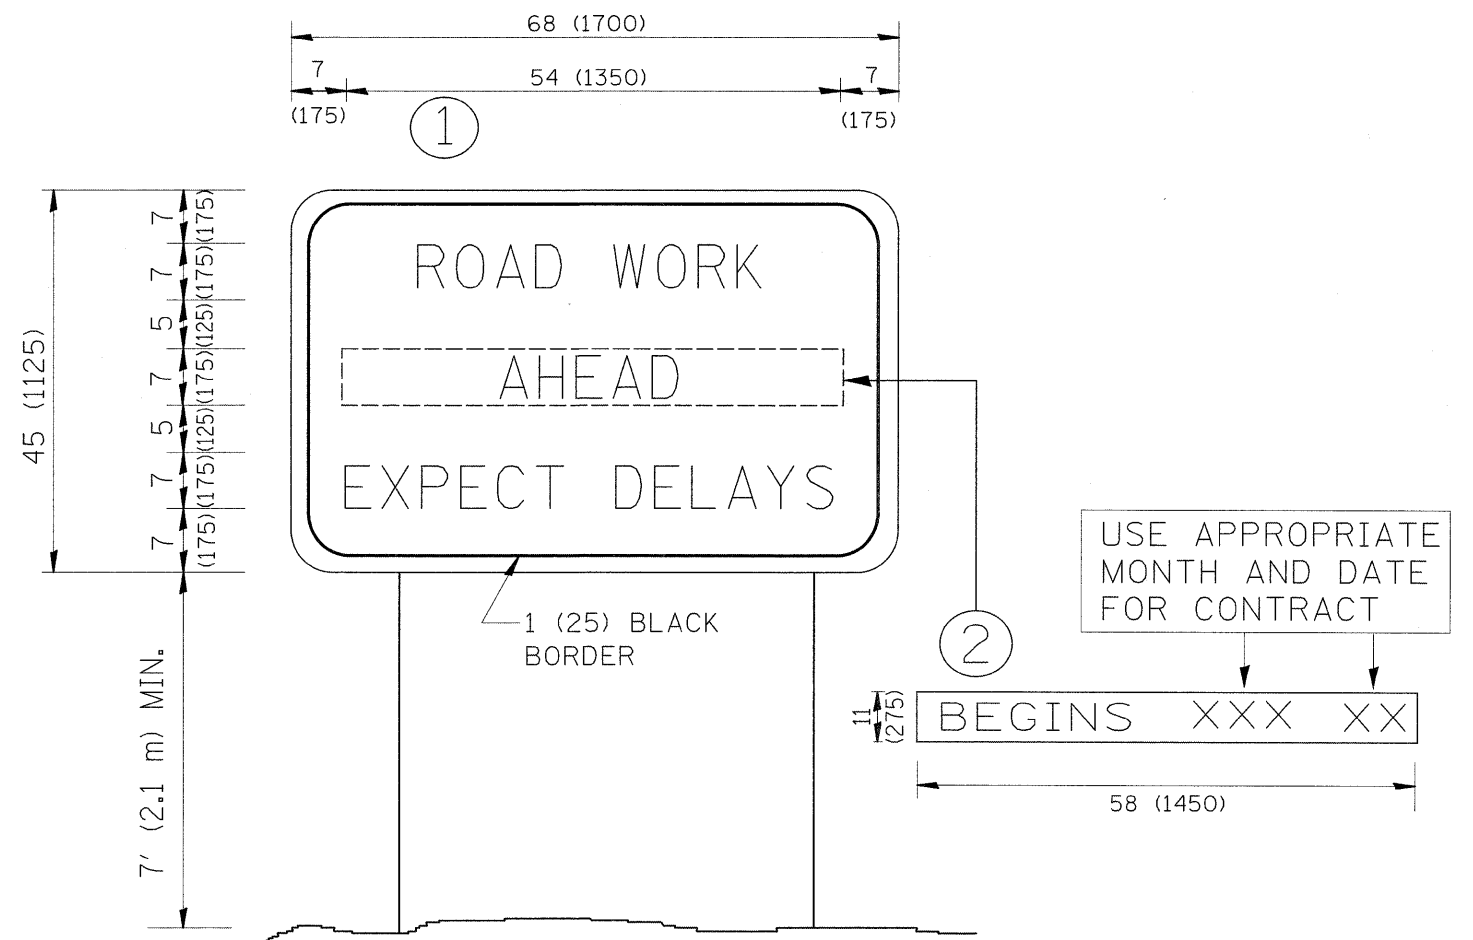 68 (1700)
7 54 (1350) 7
(175) (175)
1
7 (175)
7 (175)
5 (125)
7 (175)
5 (125)
7 (175)
7 (175)
45 (1125)
7' (2.1 m) MIN.
ROAD WORK
AHEAD
EXPECT DELAYS
1 (25) BLACK
BORDER
2
USE APPROPRIATE
MONTH AND DATE
FOR CONTRACT
11
(275)
BEGINS XXX XX
58 (1450)